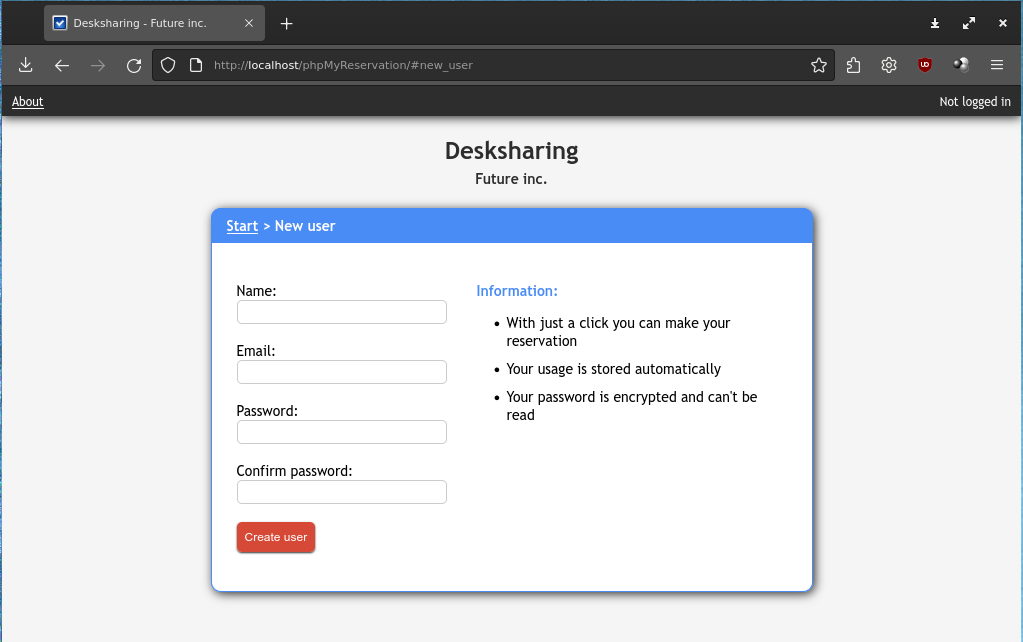 Desksharing - Future inc.
http://localhost/phpMyReservation/#new_user
About
Not logged in
Desksharing
Future inc.
Start > New user
Name:
Email:
Password:
Confirm password:
Create user
Information:
• With just a click you can make your
reservation
• Your usage is stored automatically
• Your password is encrypted and can't be
read